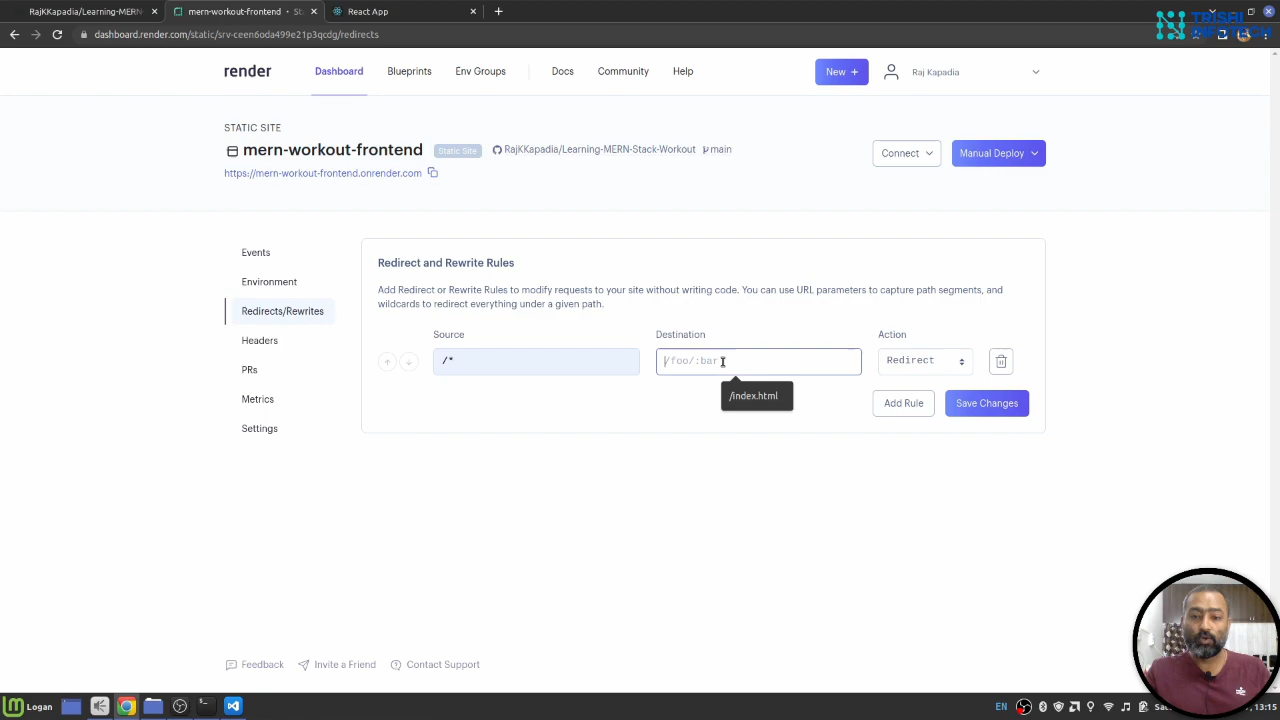 RajKKapadia/Learning-MERN-
mern-workout-frontend · St
React App
dashboard.render.com/static/srv-ceen6oda499e21p3qcdg/redirects
TRISHI
INFOTECH
render
Dashboard
Blueprints
Env Groups
Docs
Community
Help
New +
Raj Kapadia
STATIC SITE
mern-workout-frontend
Static Site
RajKKapadia/Learning-MERN-Stack-Workout
main
Connect
Manual Deploy
https://mern-workout-frontend.onrender.com
Events
Environment
Redirects/Rewrites
Headers
PRs
Metrics
Settings
Redirect and Rewrite Rules
Add Redirect or Rewrite Rules to modify requests to your site without writing code. You can use URL parameters to capture path segments, and
wildcards to redirect everything under a given path.
Source
Destination
Action
/*
/foo/:bar
Redirect
/index.html
Add Rule
Save Changes
Feedback
Invite a Friend
Contact Support
Logan
EN
13:15